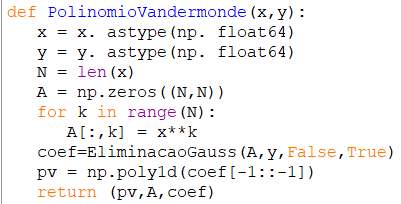 def PolinomioVandermonde(x,y):
    x = x. astype(np. float64)
    y = y. astype(np. float64)
    N = len(x)
    A = np.zeros((N,N))
    for k in range(N):
        A[:,k] = x**k
    coef=EliminacaoGauss(A,y,False,True)
    pv = np.poly1d(coef[-1::-1])
    return (pv,A,coef)